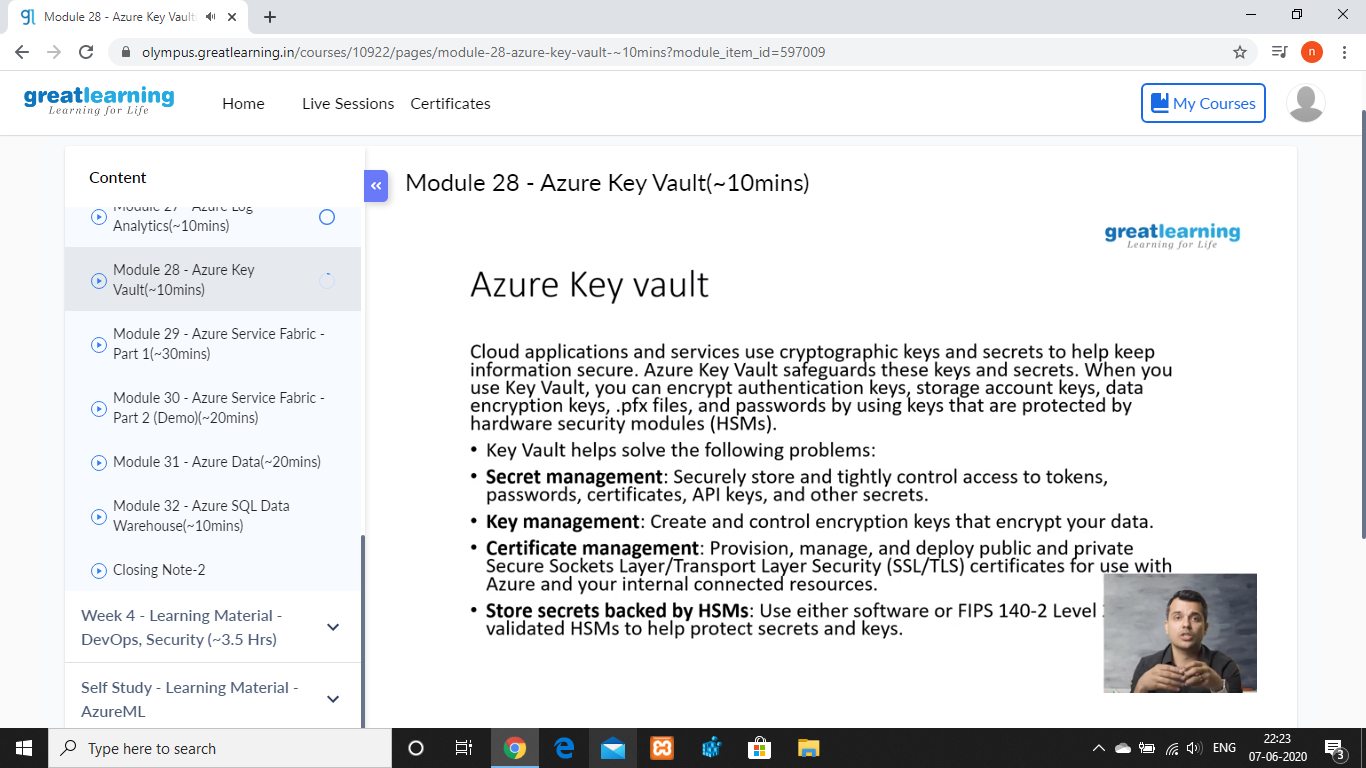 Module 28 - Azure Key Vault
olympus.greatlearning.in/courses/10922/pages/module-28-azure-key-vault-~10mins?module_item_id=597009
n
greatlearning
Learning for Life
Home
Live Sessions
Certificates
My Courses
Content
Module 27 - Azure Log
Analytics(~10mins)
Module 28 - Azure Key
Vault(~10mins)
Module 29 - Azure Service Fabric -
Part 1(~30mins)
Module 30 - Azure Service Fabric -
Part 2 (Demo)(~20mins)
Module 31 - Azure Data(~20mins)
Module 32 - Azure SQL Data
Warehouse(~10mins)
Closing Note-2
Week 4 - Learning Material -
DevOps, Security (~3.5 Hrs)
Self Study - Learning Material -
AzureML
Module 28 - Azure Key Vault(~10mins)
greatlearning
Learning for Life
Azure Key vault
Cloud applications and services use cryptographic keys and secrets to help keep
information secure. Azure Key Vault safeguards these keys and secrets. When you
use Key Vault, you can encrypt authentication keys, storage account keys, data
encryption keys, .pfx files, and passwords by using keys that are protected by
hardware security modules (HSMs).
• Key Vault helps solve the following problems:
• Secret management: Securely store and tightly control access to tokens,
passwords, certificates, API keys, and other secrets.
• Key management: Create and control encryption keys that encrypt your data.
• Certificate management: Provision, manage, and deploy public and private
Secure Sockets Layer/Transport Layer Security (SSL/TLS) certificates for use with
Azure and your internal connected resources.
• Store secrets backed by HSMs: Use either software or FIPS 140-2 Level
validated HSMs to help protect secrets and keys.
Type here to search
ENG
22:23
07-06-2020
3